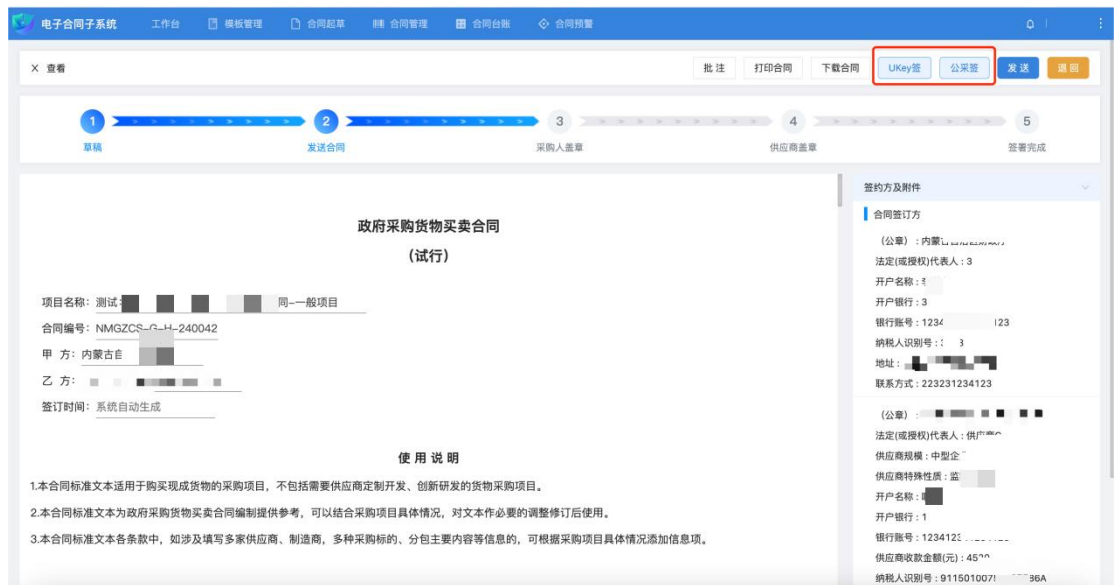 电子合同子系统 工作台 模板管理 合同起草 合同管理 合同台账 合同预警
X 查看 批注 打印合同 下载合同 UKey签 公采签 发送 退回
1 2 3 4 5
草稿 发送合同 采购人盖章 供应商盖章 签署完成
政府采购货物买卖合同
（试行）
项目名称：测试 同-一般项目
合同编号：NMGZCS-G-H-240042
甲 方：内蒙古自
乙 方：
签订时间：系统自动生成
使用说明
1.本合同标准文本适用于购买现成货物的采购项目，不包括需要供应商定制开发、创新研发的货物采购项目。
2.本合同标准文本为政府采购货物买卖合同编制提供参考，可以结合采购项目具体情况，对文本作必要的调整修订后使用。
3.本合同标准文本各条款中，如涉及填写多家供应商、制造商，多种采购标的、分包主要内容等信息的，可根据采购项目具体情况添加信息项。
签约方及附件
合同签订方
（公章）：内蒙
法定(或授权)代表人：3
开户名称：
开户银行：3
银行账号：1234 123
纳税人识别号： 3
地址：
联系方式：223231234123
（公章）：
法定(或授权)代表人：供应商
供应商规模：中型企
供应商特殊性质：监
开户名称：
开户银行：1
银行账号：123412
供应商收款金额(元)：45
纳税人识别号：911501007 86A